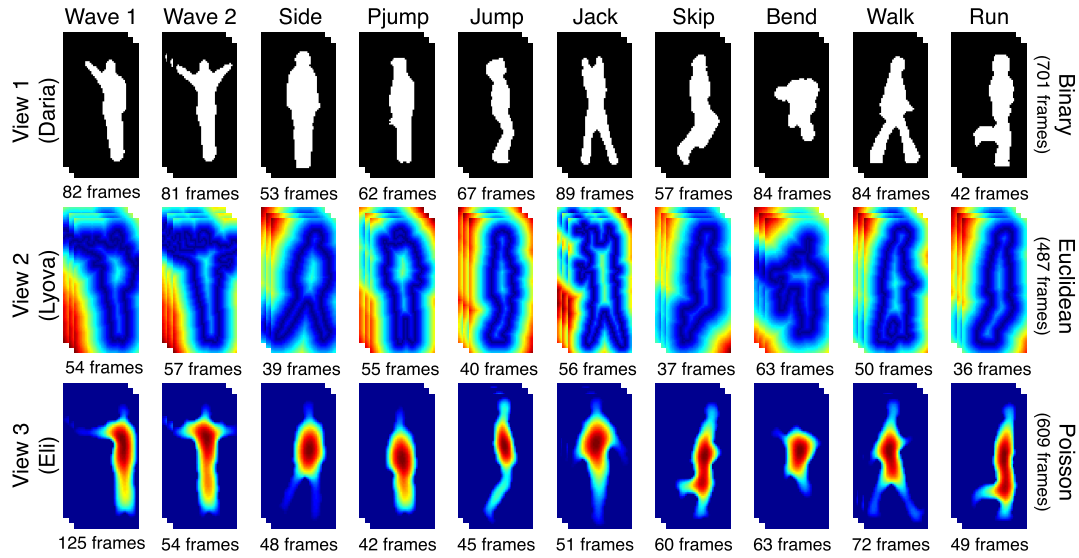 Wave 1 Wave 2 Side Pjump Jump Jack Skip Bend Walk Run
View 1
(Daria)
Binary
(701 frames)
82 frames 81 frames 53 frames 62 frames 67 frames 89 frames 57 frames 84 frames 84 frames 42 frames
View 2
(Lyova)
Euclidean
(487 frames)
54 frames 57 frames 39 frames 55 frames 40 frames 56 frames 37 frames 63 frames 50 frames 36 frames
View 3
(Eli)
Poisson
(609 frames)
125 frames 54 frames 48 frames 42 frames 45 frames 51 frames 60 frames 63 frames 72 frames 49 frames